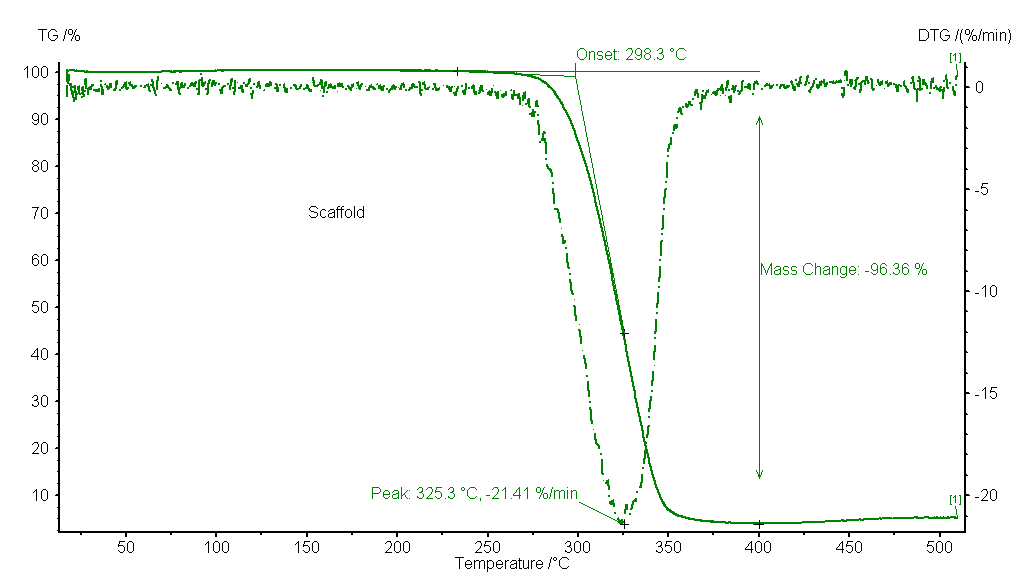 TG /%
DTG /(%/min)
[1]
Onset: 298.3 °C
100
0
90
80
-5
70
Scaffold
60
Mass Change: -96.36 %
-10
50
40
-15
30
20
Peak: 325.3 °C, -21.41 %/min
[1]
10
-20
50 100 150 200 250 300 350 400 450 500
Temperature /°C